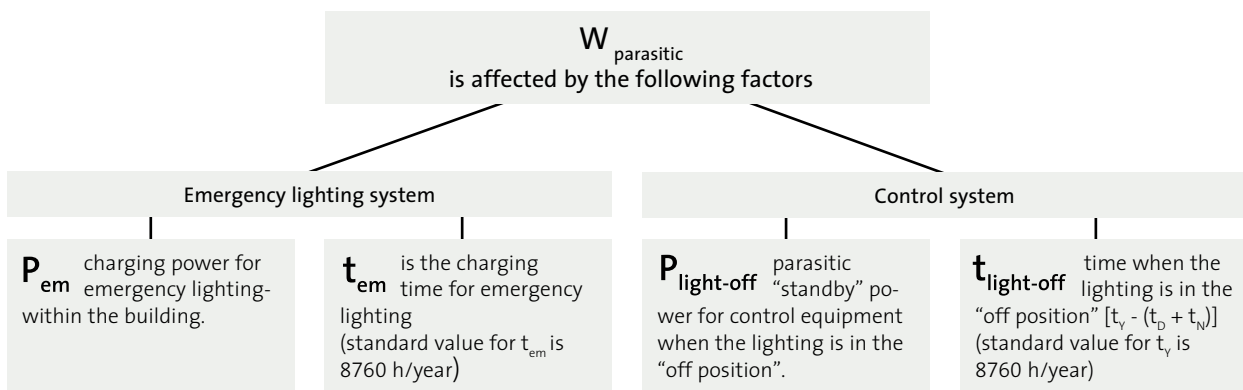 W parasitic
is affected by the following factors
Emergency lighting system
Control system
P em charging power for
emergency lighting-
within the building.
t em is the charging
time for emergency
lighting
(standard value for t em is
8760 h/year)
P light-off parasitic
“standby” po-
wer for control equipment
when the lighting is in the
“off position”.
t light-off time when the
lighting is in the
“off position” [t Y - (t D + t N)]
(standard value for t Y is
8760 h/year)